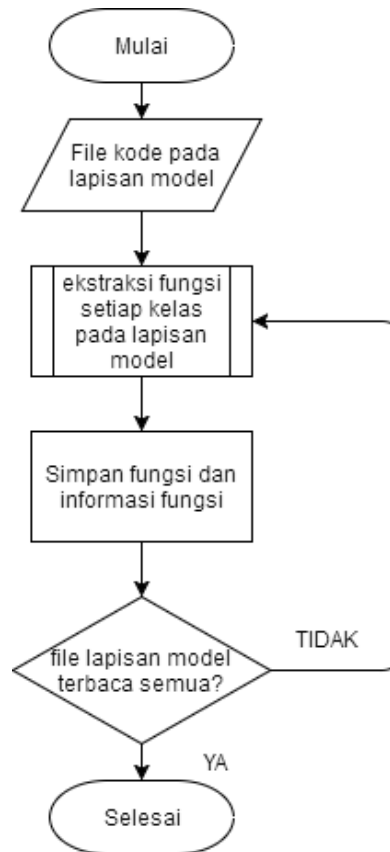 Mulai
File kode pada
lapisan model
ekstraksi fungsi
setiap kelas
pada lapisan
model
Simpan fungsi dan
informasi fungsi
file lapisan model
terbaca semua?
TIDAK
YA
Selesai